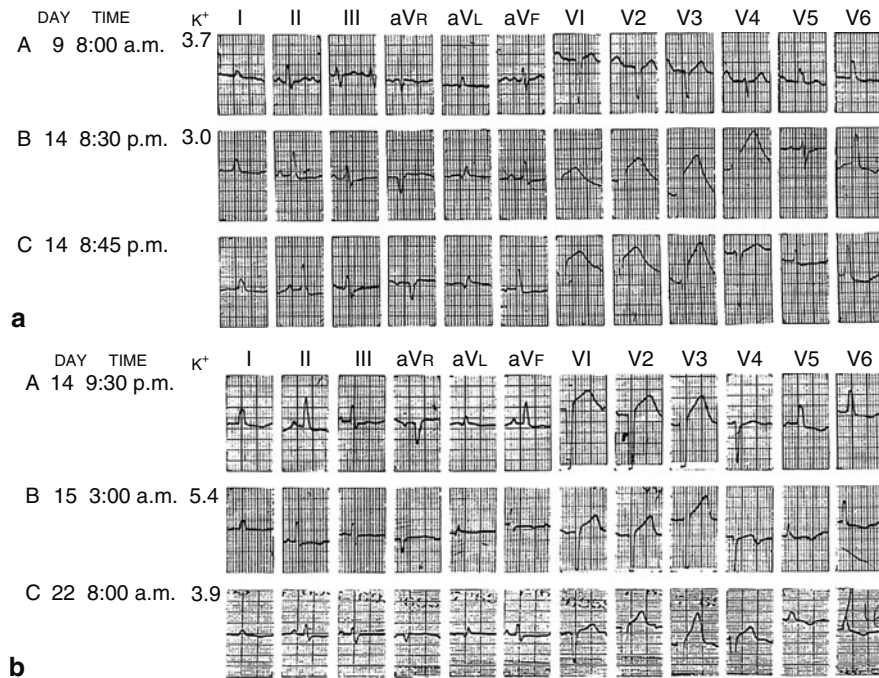 DAY TIME K+ I II III aVR aVL aVF VI V2 V3 V4 V5 V6
A 9 8:00 a.m. 3.7
B 14 8:30 p.m. 3.0
C 14 8:45 p.m.
a
DAY TIME K+ I II III aVR aVL aVF VI V2 V3 V4 V5 V6
A 14 9:30 p.m.
B 15 3:00 a.m. 5.4
C 22 8:00 a.m. 3.9
b